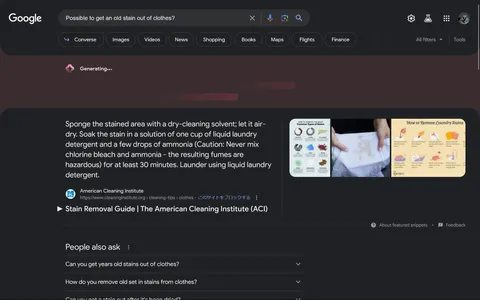 Google
Possible to get an old stain out of clothes?
Converse
Images
Videos
News
Shopping
Books
Maps
Flights
Finance
All filters
Tools
Generating...
Sponge the stained area with a dry-cleaning solvent; let it air-
dry. Soak the stain in a solution of one cup of liquid laundry
detergent and a few drops of ammonia (Caution: Never mix
chlorine bleach and ammonia - the resulting fumes are
hazardous) for at least 30 minutes. Launder using liquid laundry
detergent.
How to Remove Laundry Stains
American Cleaning Institute
https://www.cleaninginstitute.org › cleaning-tips › clothes
このサイトをブロックする
Stain Removal Guide | The American Cleaning Institute (ACI)
About featured snippets
Feedback
People also ask
Can you get years old stains out of clothes?
How do you remove old set in stains from clothes?
Can you get a stain out after it's been dried?